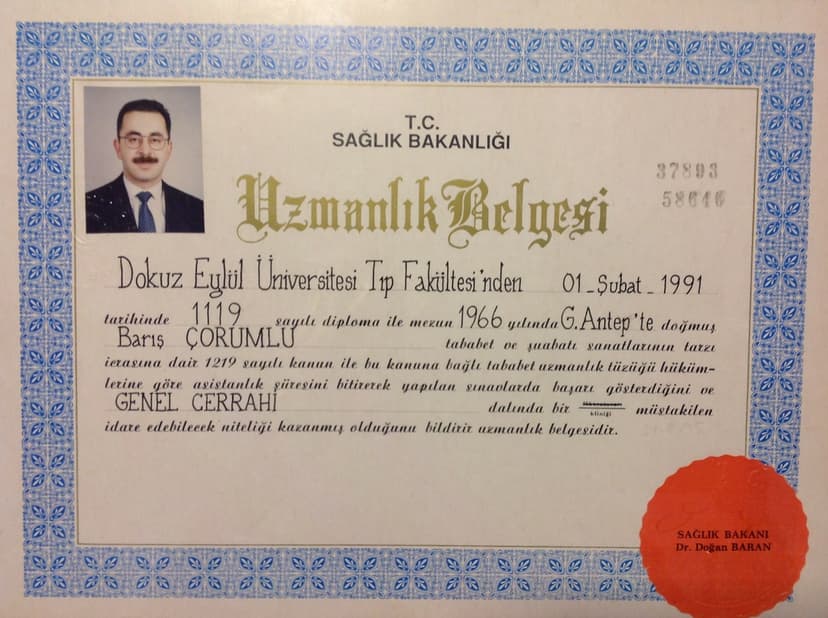 T.C.
SAĞLIK BAKANLIĞI
37893
58646
Uzmanlık Belgesi
Dokuz Eylül Üniversitesi Tıp Fakültesi'nden 01_Şubat_1991
tarihinde 1119 sayılı diploma ile mezun 1966 yılında G.Antep'te doğmuş
Barış ÇORUMLU tababet ve şuabatı sanatlarının tarzı
icrasına dair 1219 sayılı kanun ile bu kanuna bağlı tababet uzmanlık tüzüğü hüküm-
lerine göre asistanlık süresini bitirerek yapılan sınavlarda başarı gösterdiğini ve
GENEL CERRAHİ dalında bir kliniği müstakilen
idare edebilecek niteliği kazanmış olduğunu bildirir uzmanlık belgesidir.
SAĞLIK BAKANI
Dr. Doğan BARAN